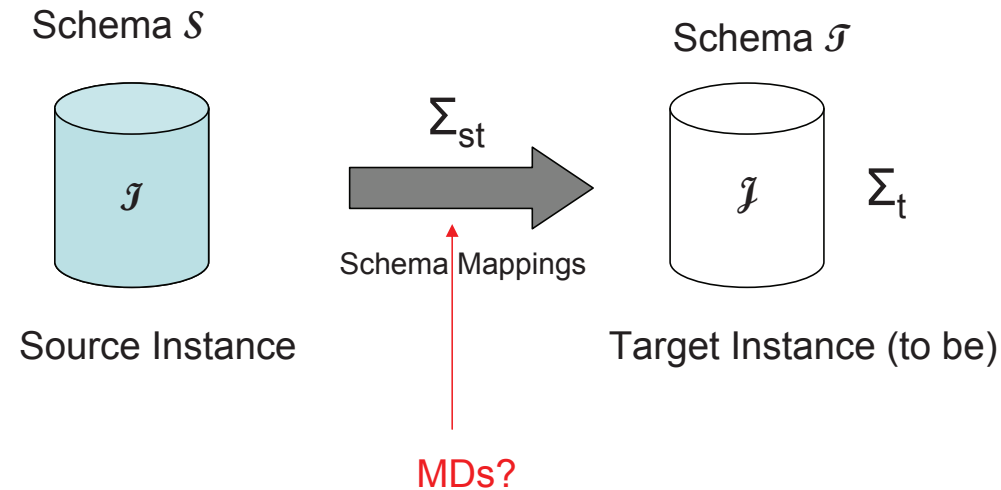 Schema 𝒮
Schema 𝒯
Σst
ℐ
𝒥
Σt
Schema Mappings
Source Instance
Target Instance (to be)
MDs?